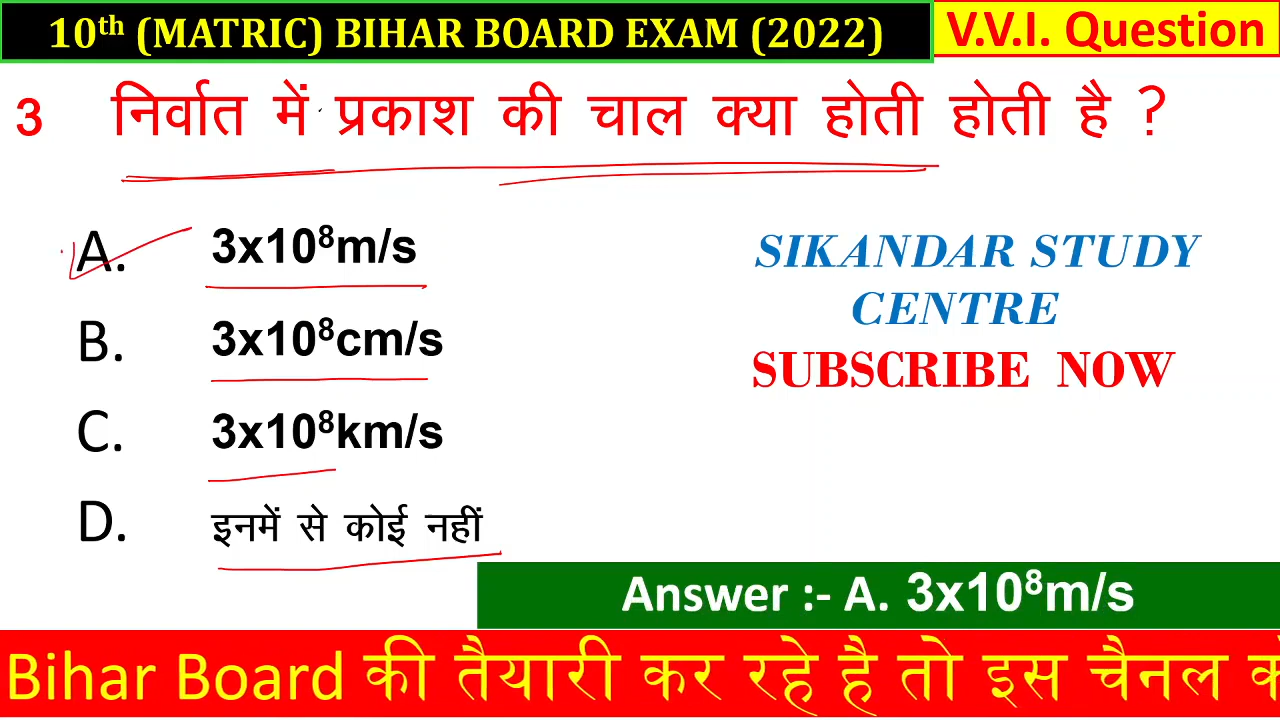 10th (MATRIC) BIHAR BOARD EXAM (2022)
V.V.I. Question
3 निर्वात में प्रकाश की चाल क्या होती होती है ?
A. 3x10⁸m/s
B. 3x10⁸cm/s
C. 3x10⁸km/s
D. इनमें से कोई नहीं
SIKANDAR STUDY
CENTRE
SUBSCRIBE NOW
Answer :- A. 3x10⁸m/s
Bihar Board की तैयारी कर रहे है तो इस चैनल